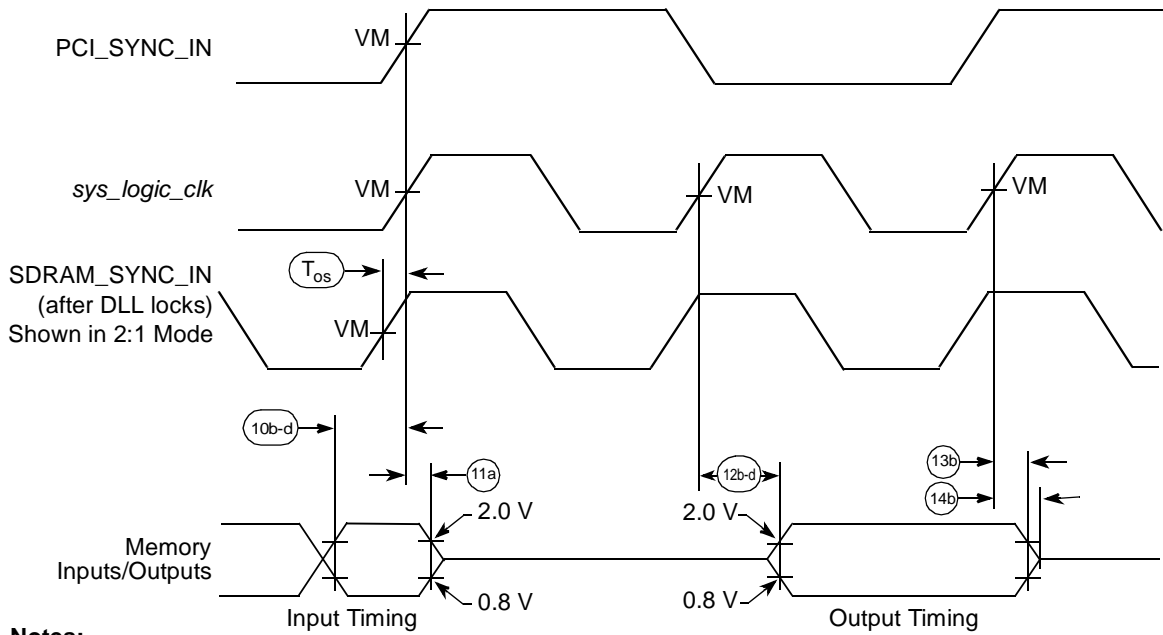 PCI_SYNC_IN
VM
sys_logic_clk
VM
VM
VM
SDRAM_SYNC_IN
(after DLL locks)
Shown in 2:1 Mode
Tos
VM
10b-d
11a
12b-d
13b
14b
2.0 V
2.0 V
Memory
Inputs/Outputs
0.8 V
0.8 V
Input Timing
Output Timing
Notes: